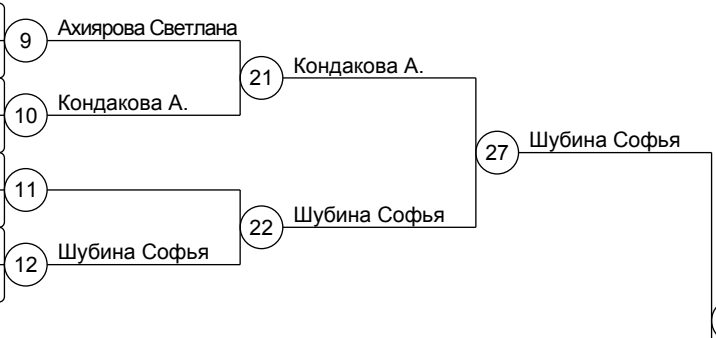 9 Ахиярова Светлана
21 Кондакова А.
10 Кондакова А.
27 Шубина Софья
11
22 Шубина Софья
12 Шубина Софья